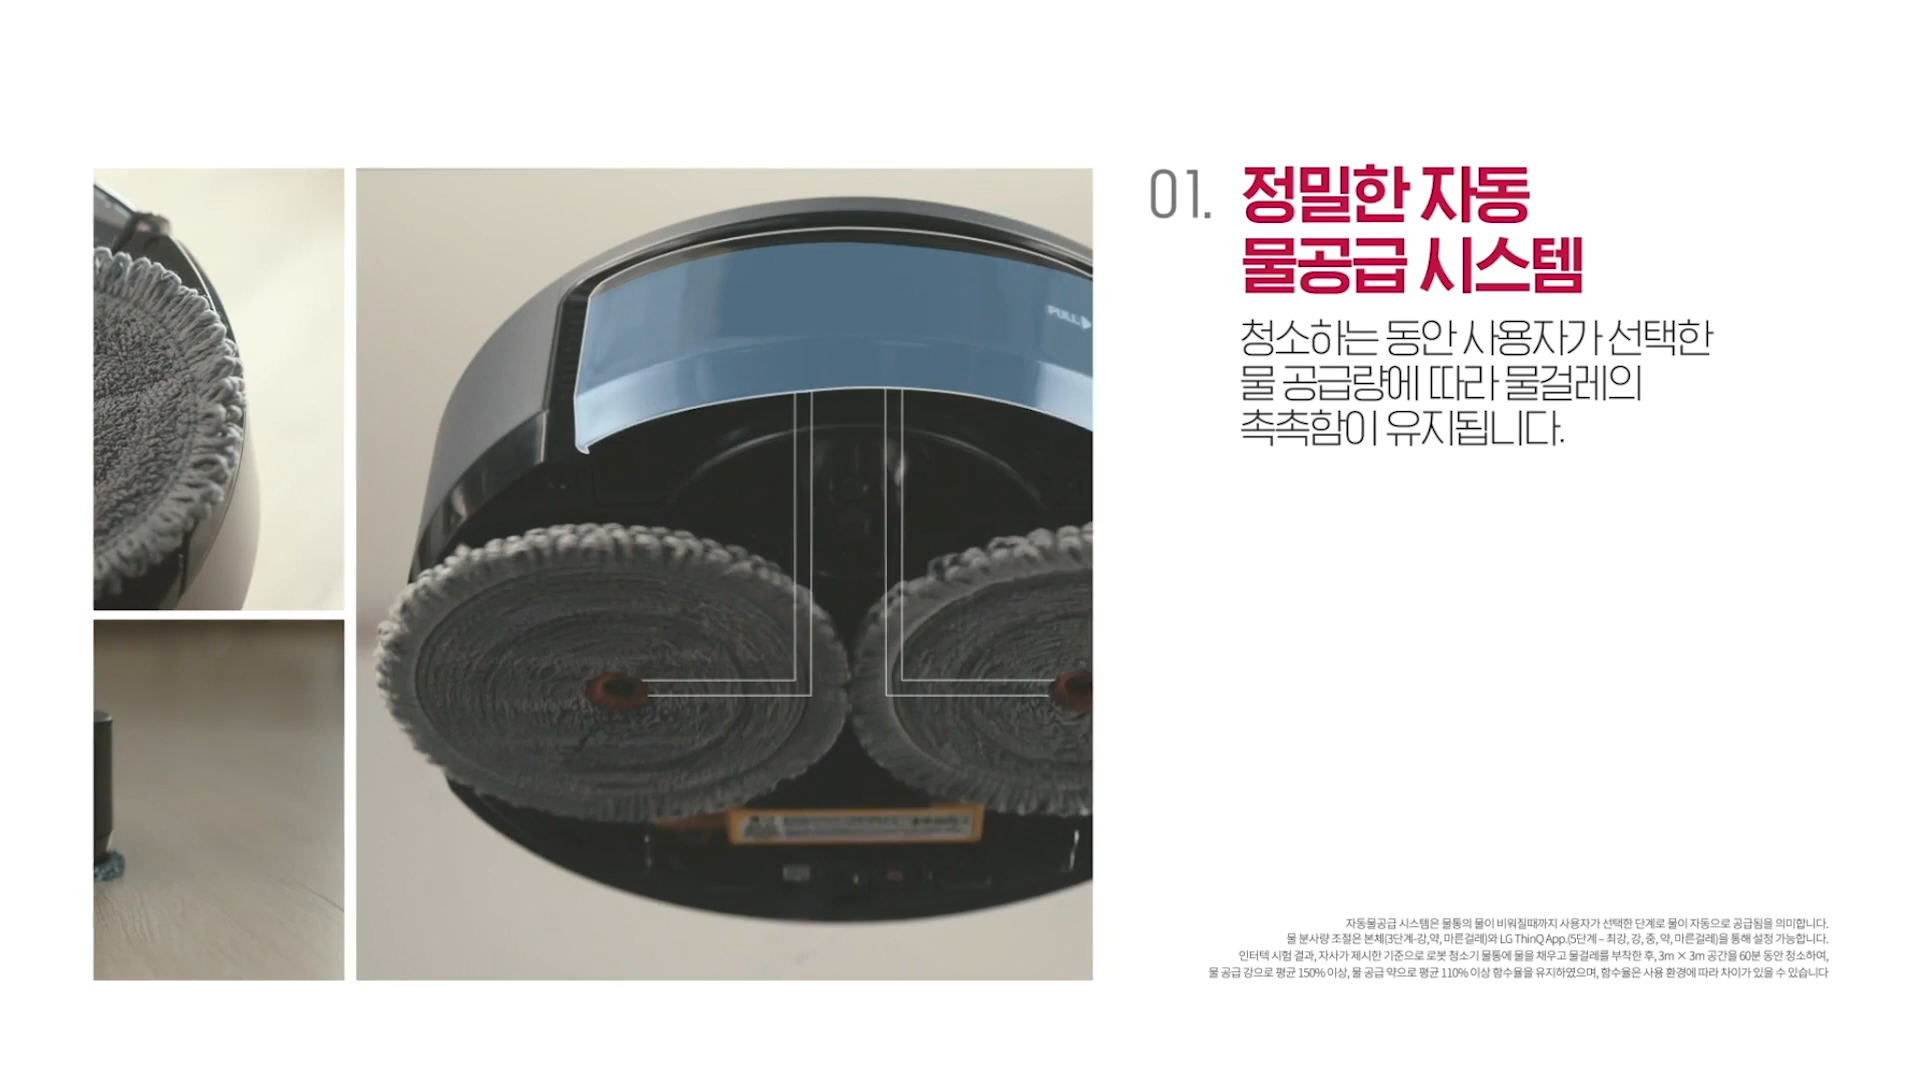 PULL
01. 정밀한 자동
물공급 시스템
청소하는 동안 사용자가 선택한
물 공급량에 따라 물걸레의
촉촉함이 유지됩니다.
자동물공급 시스템은 물통의 물이 비워질때까지 사용자가 선택한 단계로 물이 자동으로 공급됨을 의미합니다.
물 분사량 조절은 본체(3단계-강,약, 마른걸레)와 LG ThinQ App.(5단계 – 최강, 강, 중, 약, 마른걸레)을 통해 설정 가능합니다.
인터텍 시험 결과, 자사가 제시한 기준으로 로봇 청소기 물통에 물을 채우고 물걸레를 부착한 후, 3m × 3m 공간을 60분 동안 청소하여,
물 공급 강으로 평균 150% 이상, 물 공급 약으로 평균 110% 이상 함수율을 유지하였으며, 함수율은 사용 환경에 따라 차이가 있을 수 있습니다